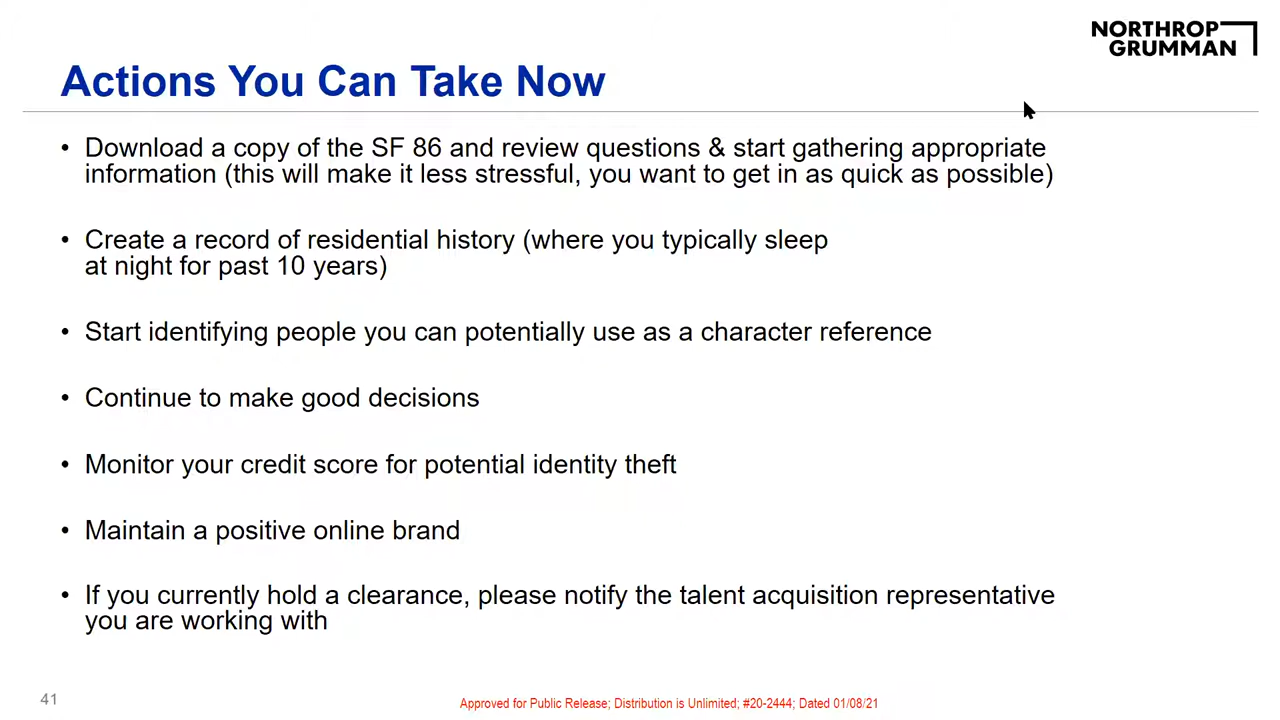 NORTHROP
GRUMMAN
Actions You Can Take Now
• Download a copy of the SF 86 and review questions & start gathering appropriate
information (this will make it less stressful, you want to get in as quick as possible)
• Create a record of residential history (where you typically sleep
at night for past 10 years)
• Start identifying people you can potentially use as a character reference
• Continue to make good decisions
• Monitor your credit score for potential identity theft
• Maintain a positive online brand
• If you currently hold a clearance, please notify the talent acquisition representative
you are working with
41
Approved for Public Release; Distribution is Unlimited; #20-2444; Dated 01/08/21